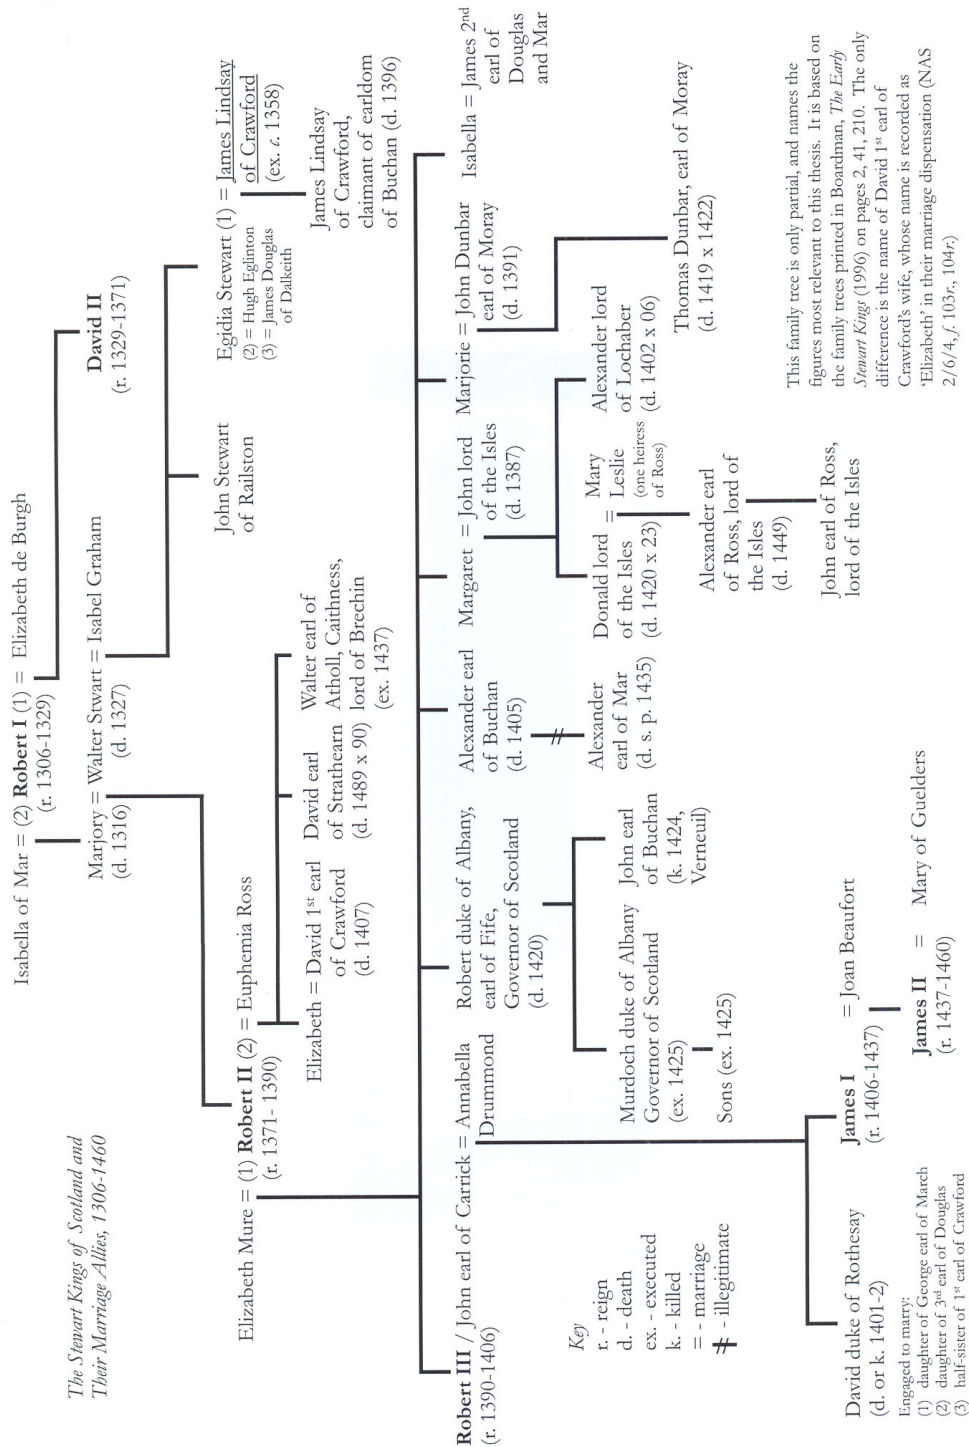 The Stewart Kings of Scotland and
Their Marriage Allies, 1306-1460
Isabella of Mar = (2) Robert I (1) = Elizabeth de Burgh
(r. 1306-1329)
Marjory = Walter Stwart = Isabel Graham
(d. 1316)
(d. 1327)
David II
(r. 1329-1371)
Elizabeth Mure = (1) Robert II (2) = Euphemia Ross
(r. 1371- 1390)
John Stewart
of Railston
Egidia Stewart (1) = James Lindsay
of Crawford
(ex. c. 1358)
(2) = Hugh Eglinton
(3) = James Douglas
of Dalkeith
James Lindsay
of Crawford,
claimant of earldom
of Buchan (d. 1396)
Elizabeth = David 1st earl
of Crawford
(d. 1407)
David earl
of Strathearn
(d. 1489 x 90)
Walter earl of
Atholl, Caithness,
lord of Brechin
(ex. 1437)
Robert III / John earl of Carrick = Annabella
Drummond
(r. 1390-1406)
Robert duke of Albany,
earl of Fife,
Governor of Scotland
(d. 1420)
Alexander earl
of Buchan
(d. 1405)
Margaret = John lord
of the Isles
(d. 1387)
Marjorie = John Dunbar
earl of Moray
(d. 1391)
Isabella = James 2nd
earl of
Douglas
and Mar
Murdoch duke of Albany
Governor of Scotland
(ex. 1425)
Sons (ex. 1425)
John earl
of Buchan
(k. 1424,
Verneuil)
Alexander
earl of Mar
(d. s. p. 1435)
Donald lord
of the Isles
(d. 1420 x 23)
=
Mary
Leslie
(one heiress
of Ross)
Alexander lord
of Lochaber
(d. 1402 x 06)
Thomas Dunbar, earl of Moray
(d. 1419 x 1422)
Alexander earl
of Ross, lord of
the Isles
(d. 1449)
John earl of Ross,
lord of the Isles
Key
r. - reign
d. - death
ex. - executed
k. - killed
= - marriage
≠ - illegitimate
David duke of Rothesay
(d. or k. 1401-2)
Engaged to marry:
(1) daughter of George earl of March
(2) daughter of 3rd earl of Douglas
(3) half-sister of 1st earl of Crawford
James I = Joan Beaufort
(r. 1406-1437)
James II = Mary of Guelders
(r. 1437-1460)
This family tree is only partial, and names the
figures most relevant to this thesis. It is based on
the family trees printed in Boardman, The Early
Stewart Kings (1996) on pages 2, 41, 210. The only
difference is the name of David 1st earl of
Crawford's wife, whose name is recorded as
'Elizabeth' in their marriage dispensation (NAS
2/6/4, f. 103r., 104r.)